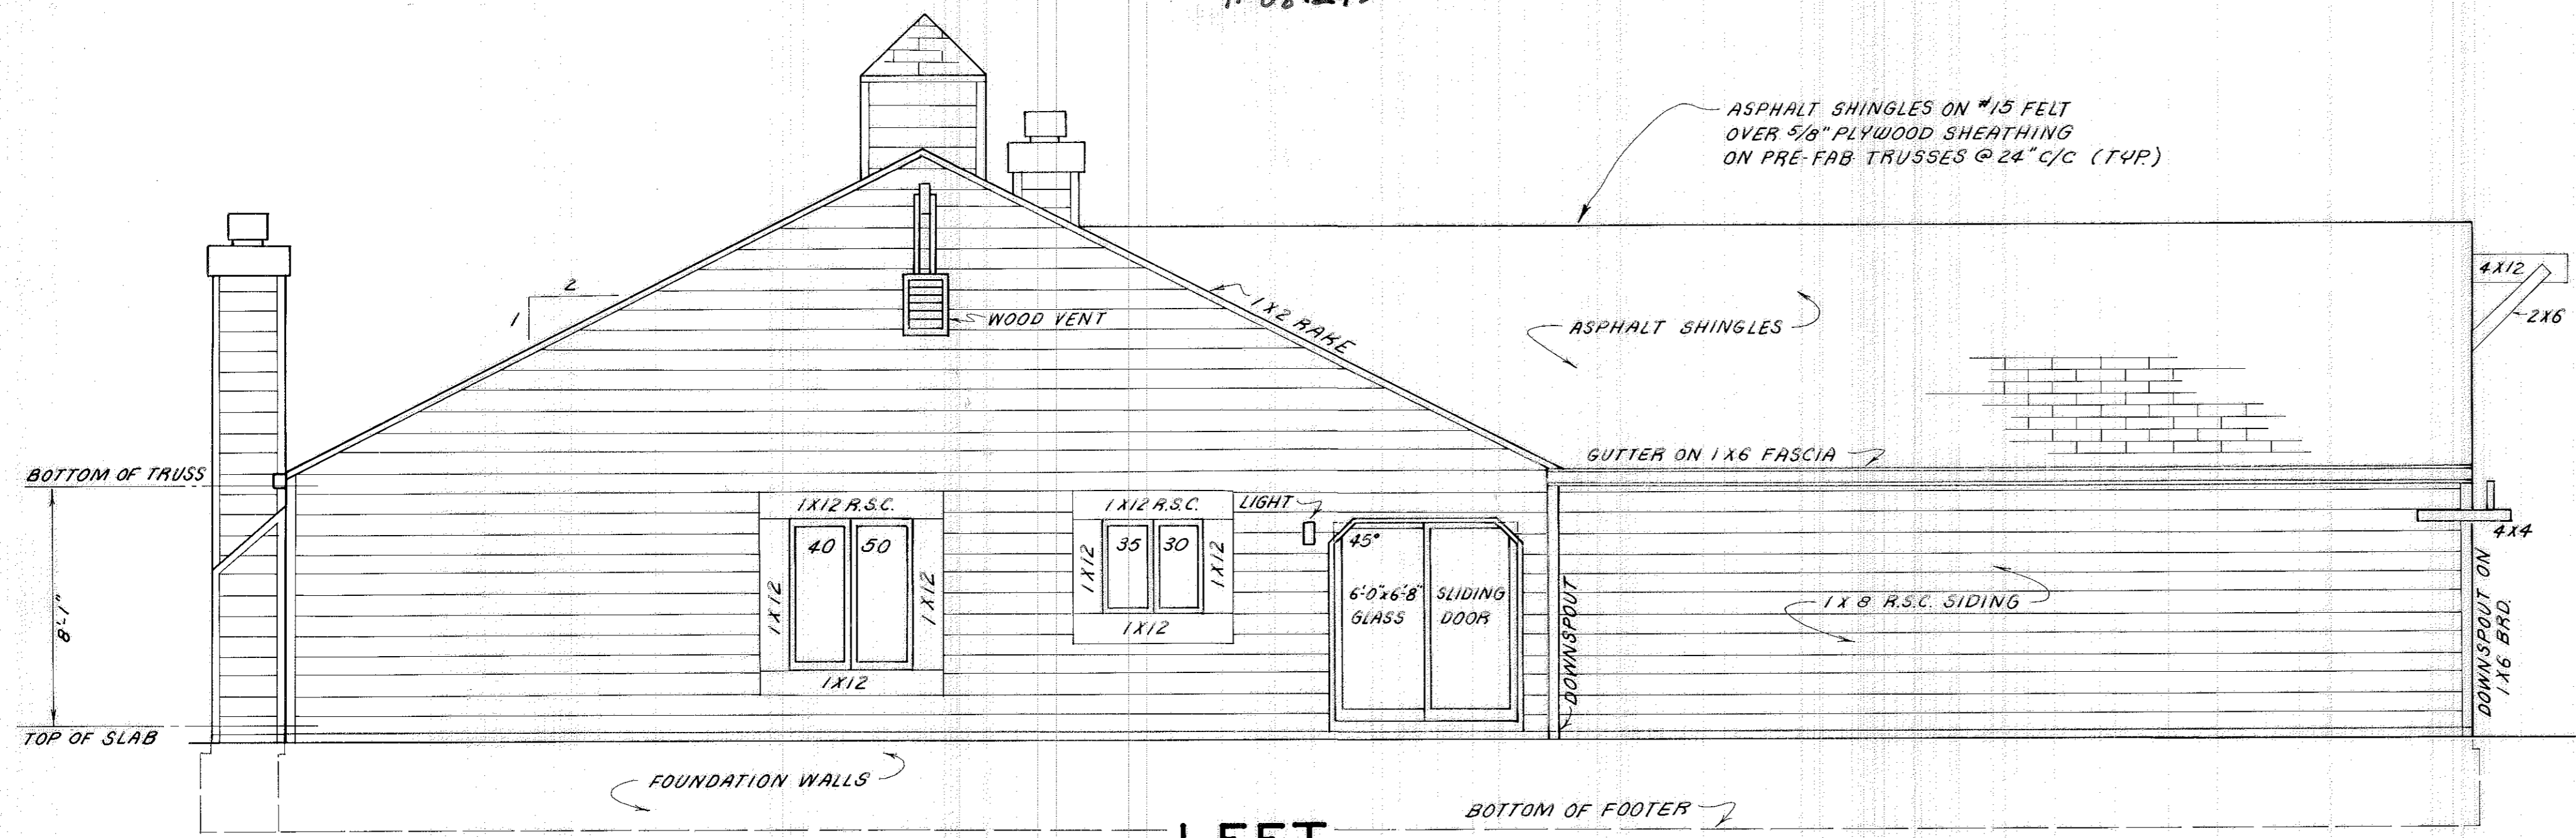 ASPHALT SHINGLES ON #15 FELT
OVER 5/8" PLYWOOD SHEATHING
ON PRE-FAB TRUSSES @ 24" C/C (TYP.)
4X12
2X6
2
1
WOOD VENT
1X2 RAKE
ASPHALT SHINGLES
GUTTER ON 1X6 FASCIA
BOTTOM OF TRUSS
8'-1"
TOP OF SLAB
1X12 R.S.C.
40 50
1X12
1X12
1X12
1X12 R.S.C.
35 30
1X12
1X12
1X12
LIGHT
45°
6'-0"x6'-8" SLIDING
GLASS DOOR
DOWNSPOUT
1 X 8 R.S.C. SIDING
4X4
DOWNSPOUT ON
1X6 BRD.
FOUNDATION WALLS
BOTTOM OF FOOTER
LEFT